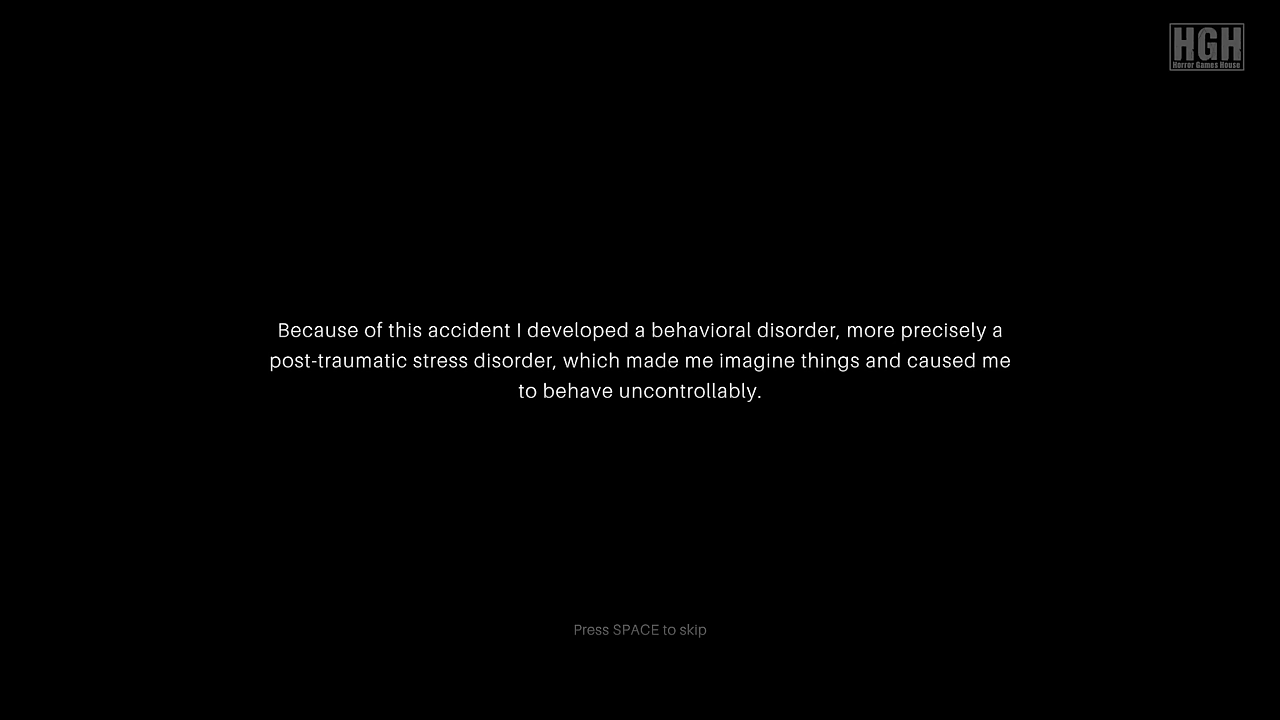 HGH
Horror Games House
Because of this accident I developed a behavioral disorder, more precisely a
post-traumatic stress disorder, which made me imagine things and caused me
to behave uncontrollably.
Press SPACE to skip